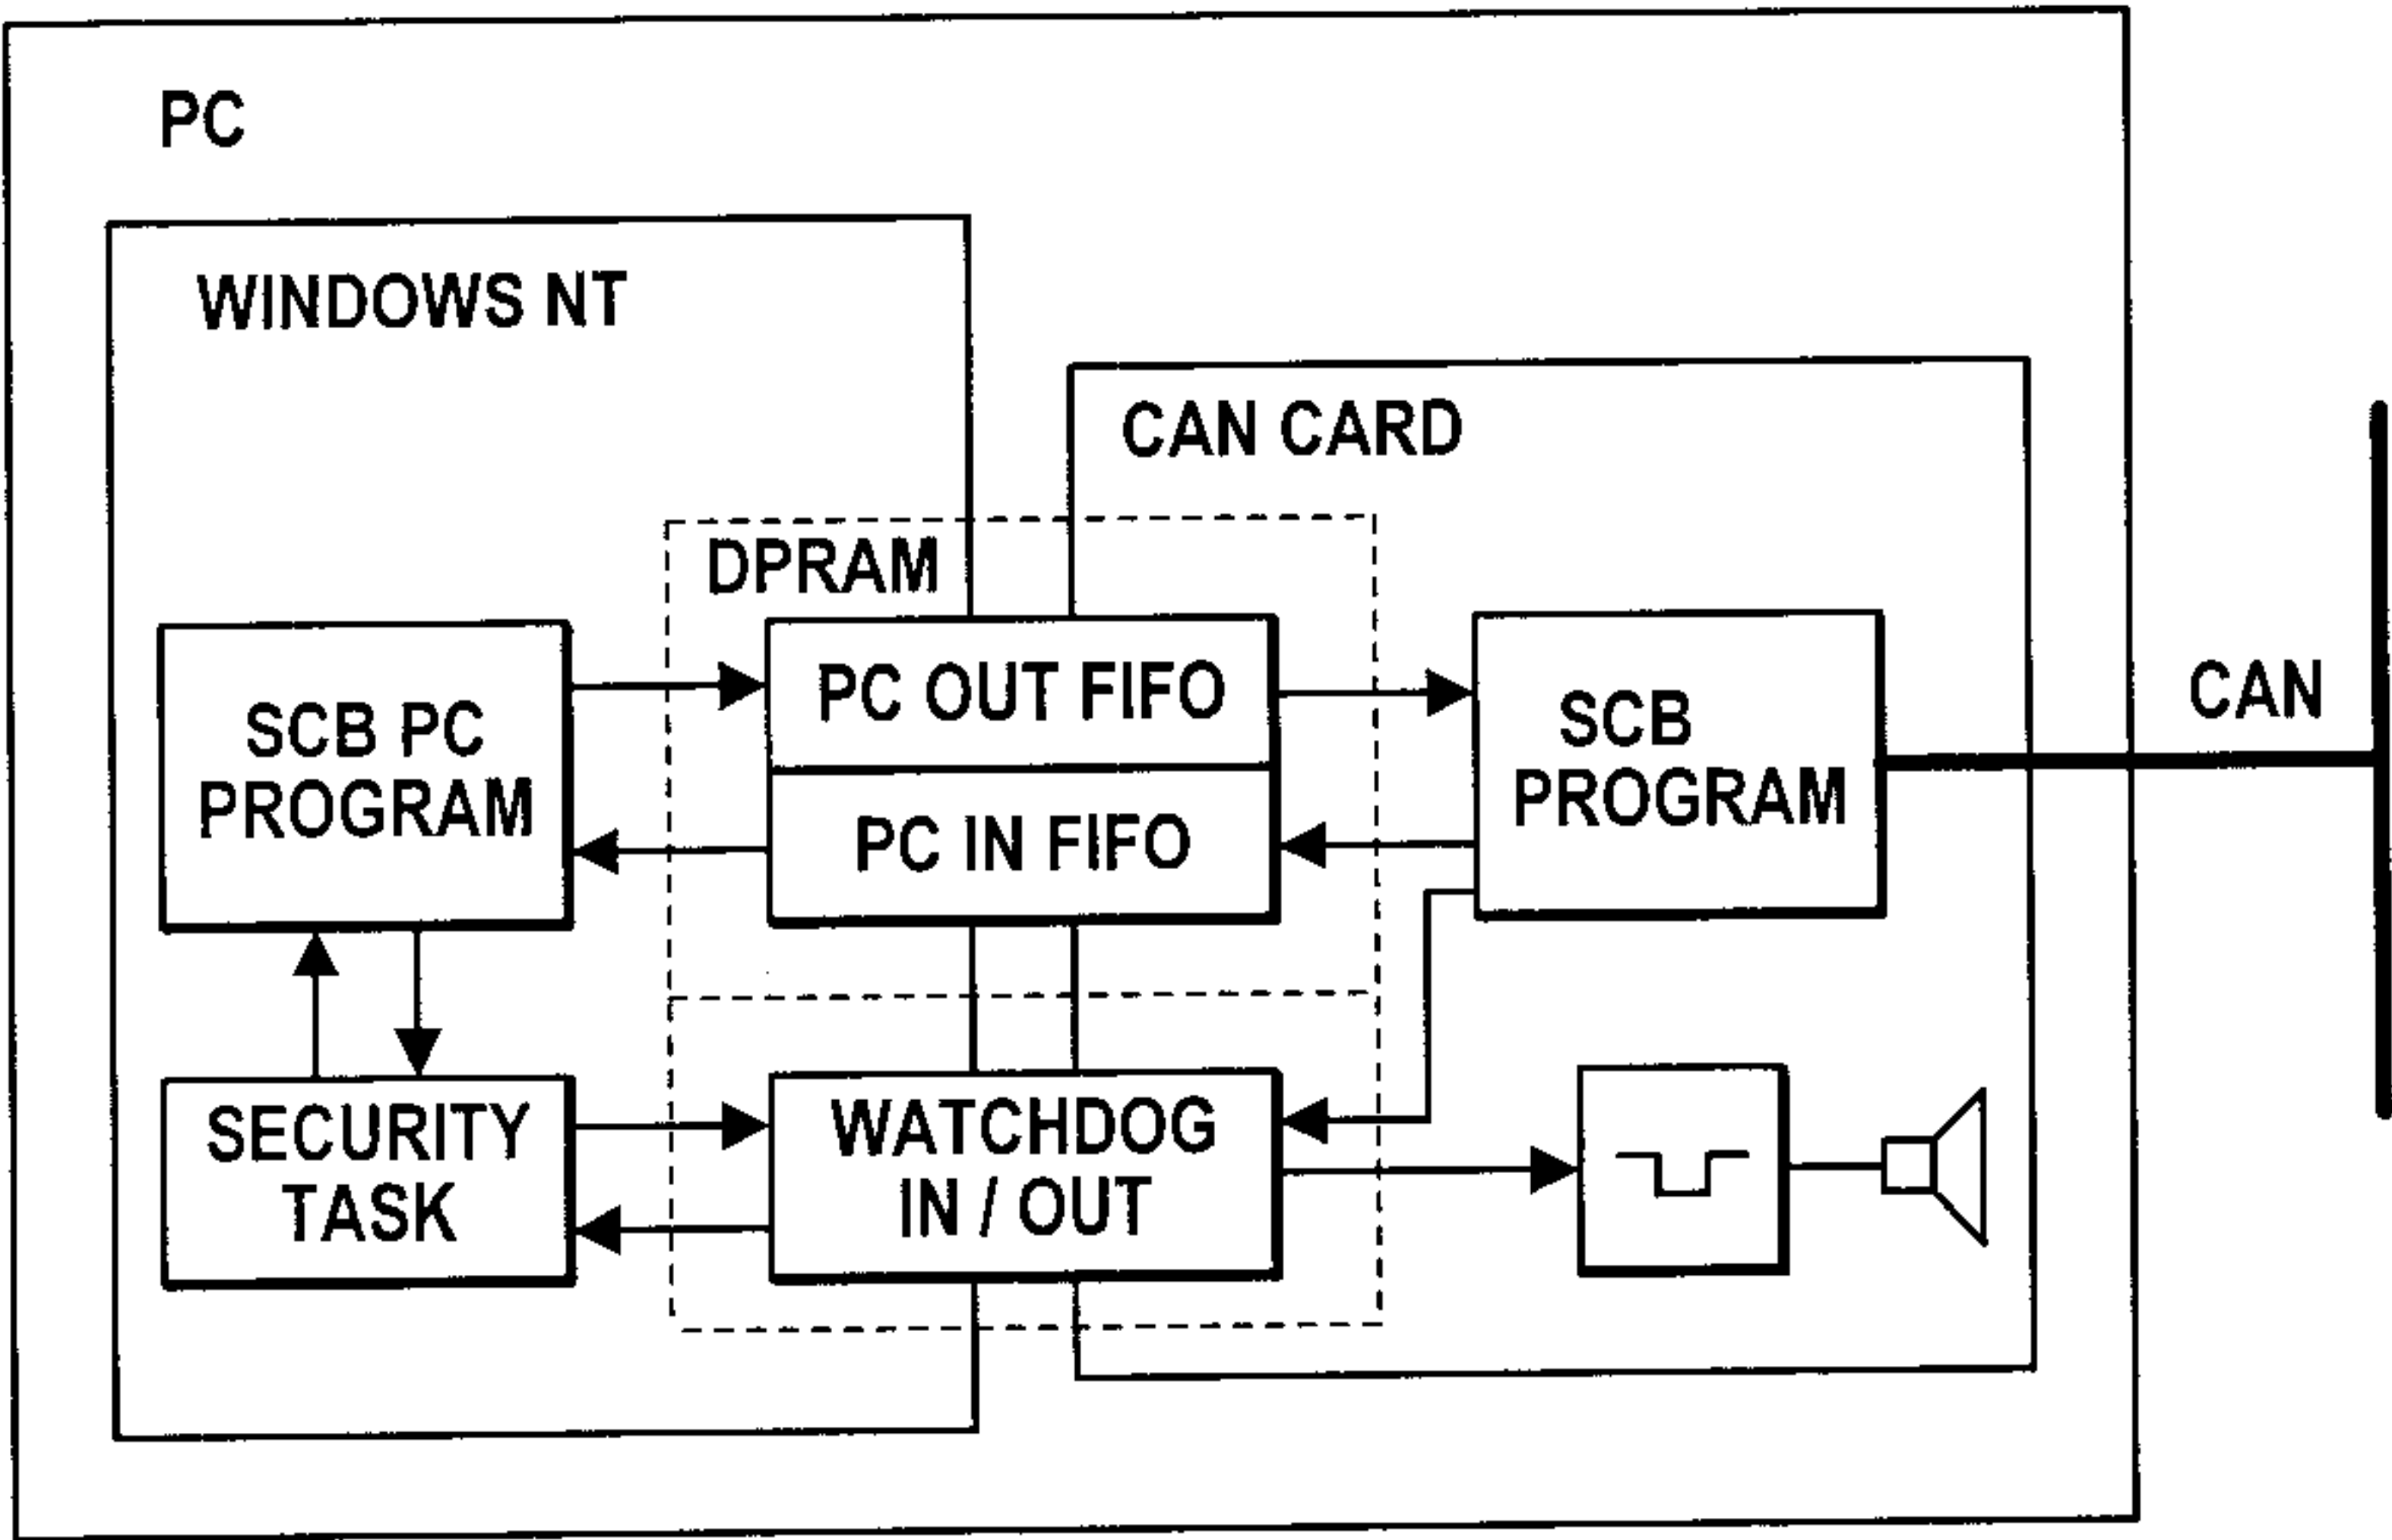 PC
WINDOWS NT
CAN CARD
DPRAM
SCB PC
PROGRAM
PC OUT FIFO
PC IN FIFO
SCB
PROGRAM
CAN
SECURITY
TASK
WATCHDOG
IN / OUT